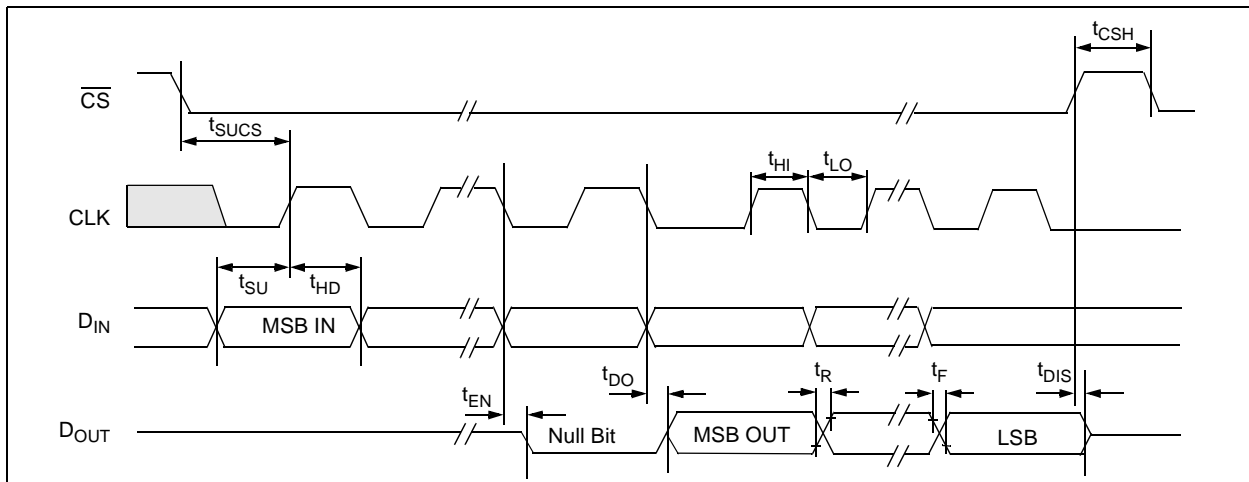 tCSH
CS
tSUCS
tHI tLO
CLK
tSU tHD
DIN MSB IN
tEN tDO tR tF tDIS
DOUT Null Bit MSB OUT LSB